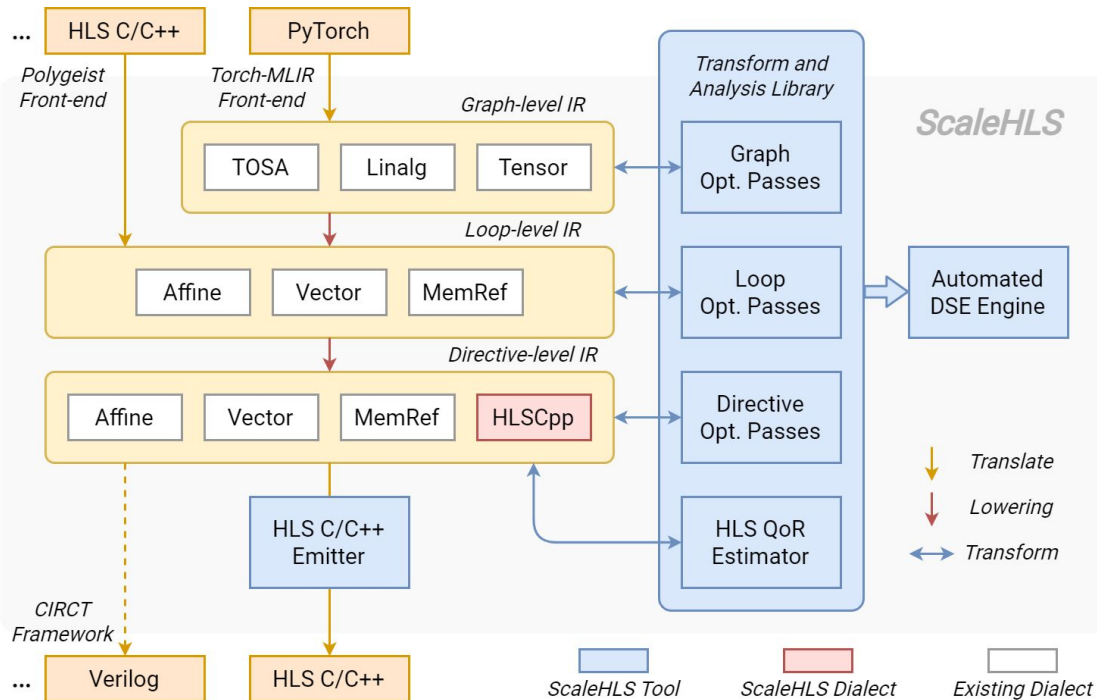 ...
HLS C/C++
PyTorch
Polygeist
Front-end
Torch-MLIR
Front-end
Transform and
Analysis Library
ScaleHLS
Graph-level IR
TOSA
Linalg
Tensor
Graph
Opt. Passes
Loop-level IR
Affine
Vector
MemRef
Loop
Opt. Passes
Automated
DSE Engine
Directive-level IR
Affine
Vector
MemRef
HLSCpp
Directive
Opt. Passes
Translate
Lowering
Transform
HLS C/C++
Emitter
HLS QoR
Estimator
CIRCT
Framework
...
Verilog
HLS C/C++
ScaleHLS Tool
ScaleHLS Dialect
Existing Dialect